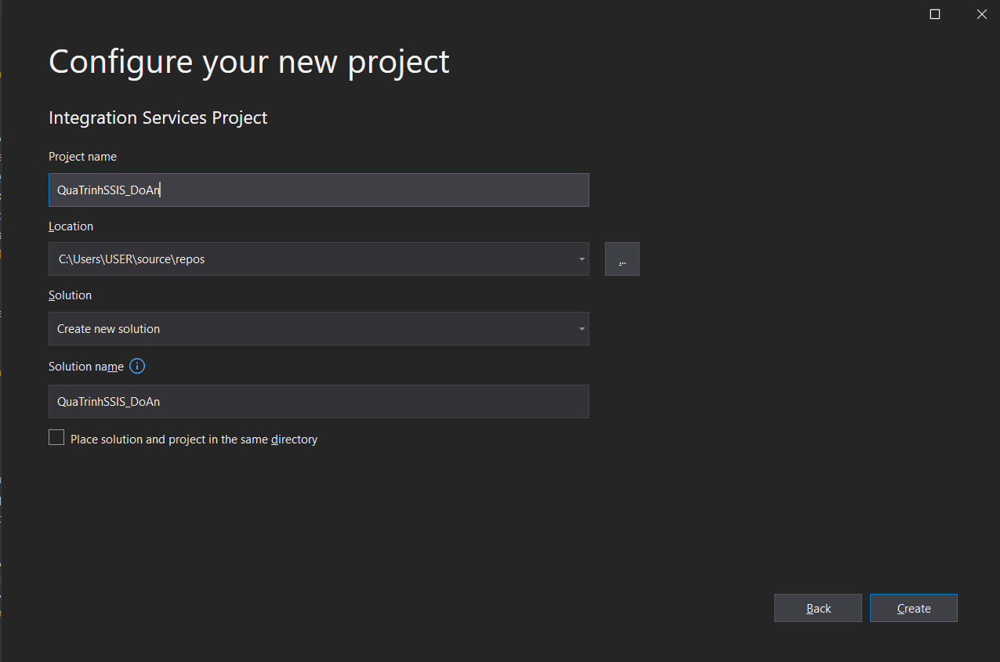 Configure your new project
Integration Services Project
Project name
QuaTrinhSSIS_DoAn
Location
C:\Users\USER\source\repos
...
Solution
Create new solution
Solution name
QuaTrinhSSIS_DoAn
Place solution and project in the same directory
Back
Create